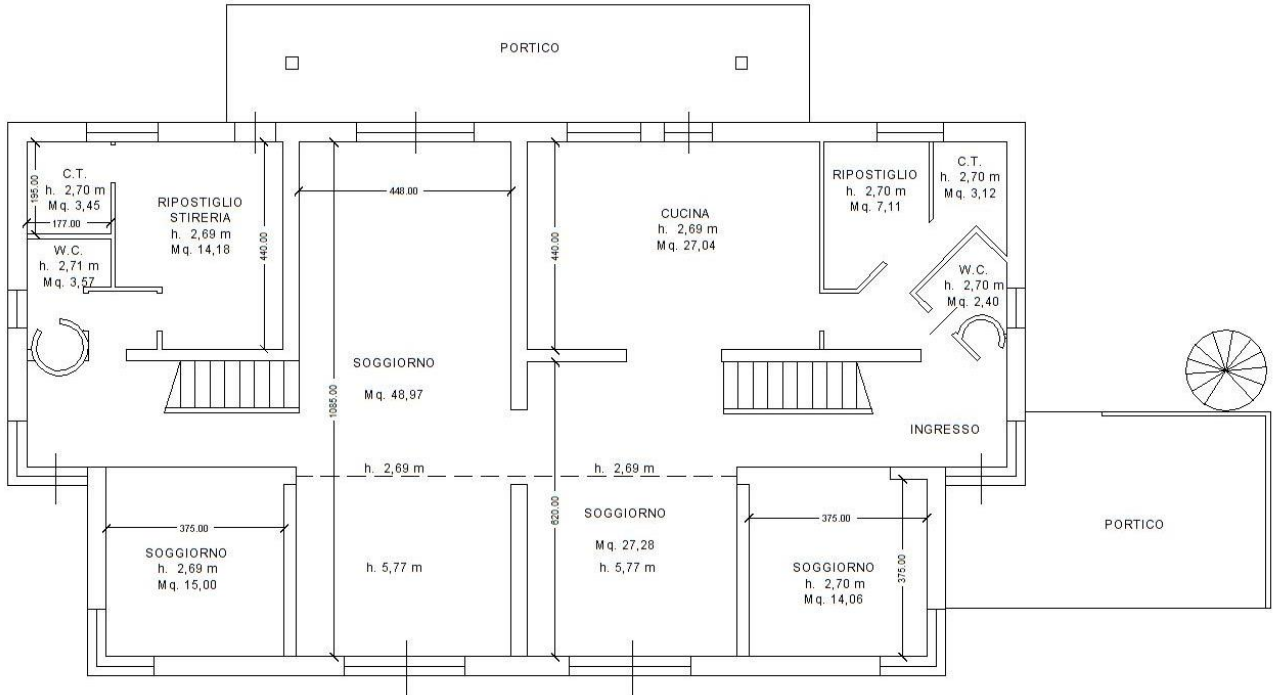 PORTICO
C.T.
h. 2,70 m
Mq. 3,45
195.00
177.00
RIPOSTIGLIO
STIRERIA
h. 2,69 m
Mq. 14,18
440.00
448.00
440.00
CUCINA
h. 2,69 m
Mq. 27,04
RIPOSTIGLIO
h. 2,70 m
Mq. 7,11
C.T.
h. 2,70 m
Mq. 3,12
W.C.
h. 2,71 m
Mq. 3,57
W.C.
h. 2,70 m
Mq. 2,40
SOGGIORNO
Mq. 48,97
1085.00
INGRESSO
h. 2,69 m
h. 2,69 m
620.00
375.00
SOGGIORNO
h. 2,69 m
Mq. 15,00
h. 5,77 m
SOGGIORNO
Mq. 27,28
h. 5,77 m
375.00
SOGGIORNO
h. 2,70 m
Mq. 14,06
375.00
PORTICO